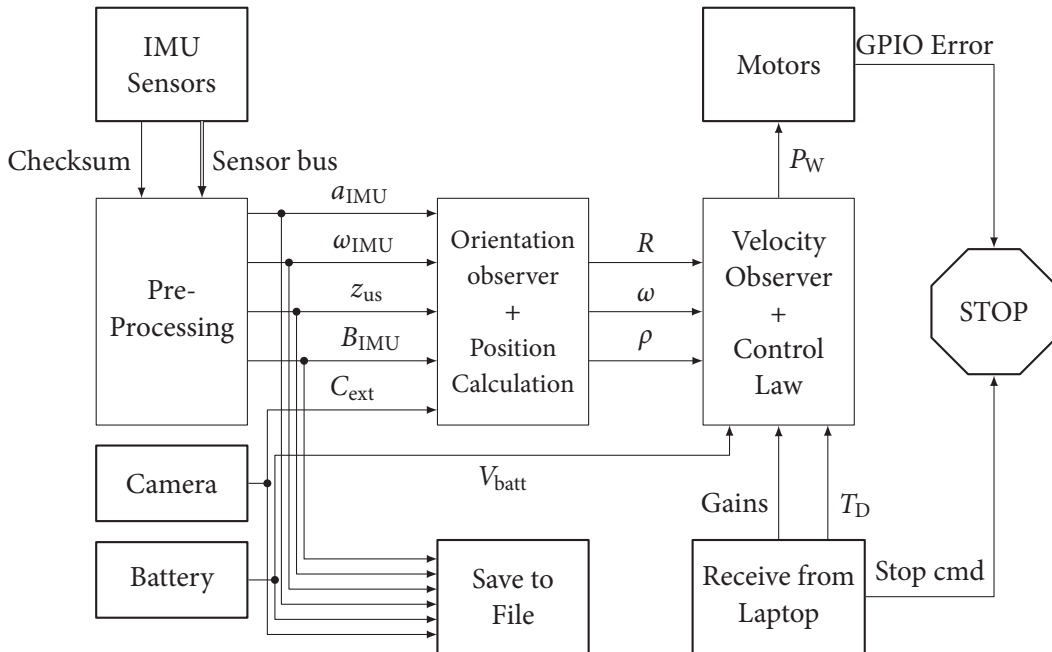 IMU
Sensors
Motors
GPIO Error
Checksum
Sensor bus
P_W
a_IMU
ω_IMU
z_us
B_IMU
C_ext
Pre-
Processing
Orientation
observer
+
Position
Calculation
R
ω
ρ
Velocity
Observer
+
Control
Law
STOP
Camera
V_batt
Gains
T_D
Battery
Save to
File
Receive from
Laptop
Stop cmd